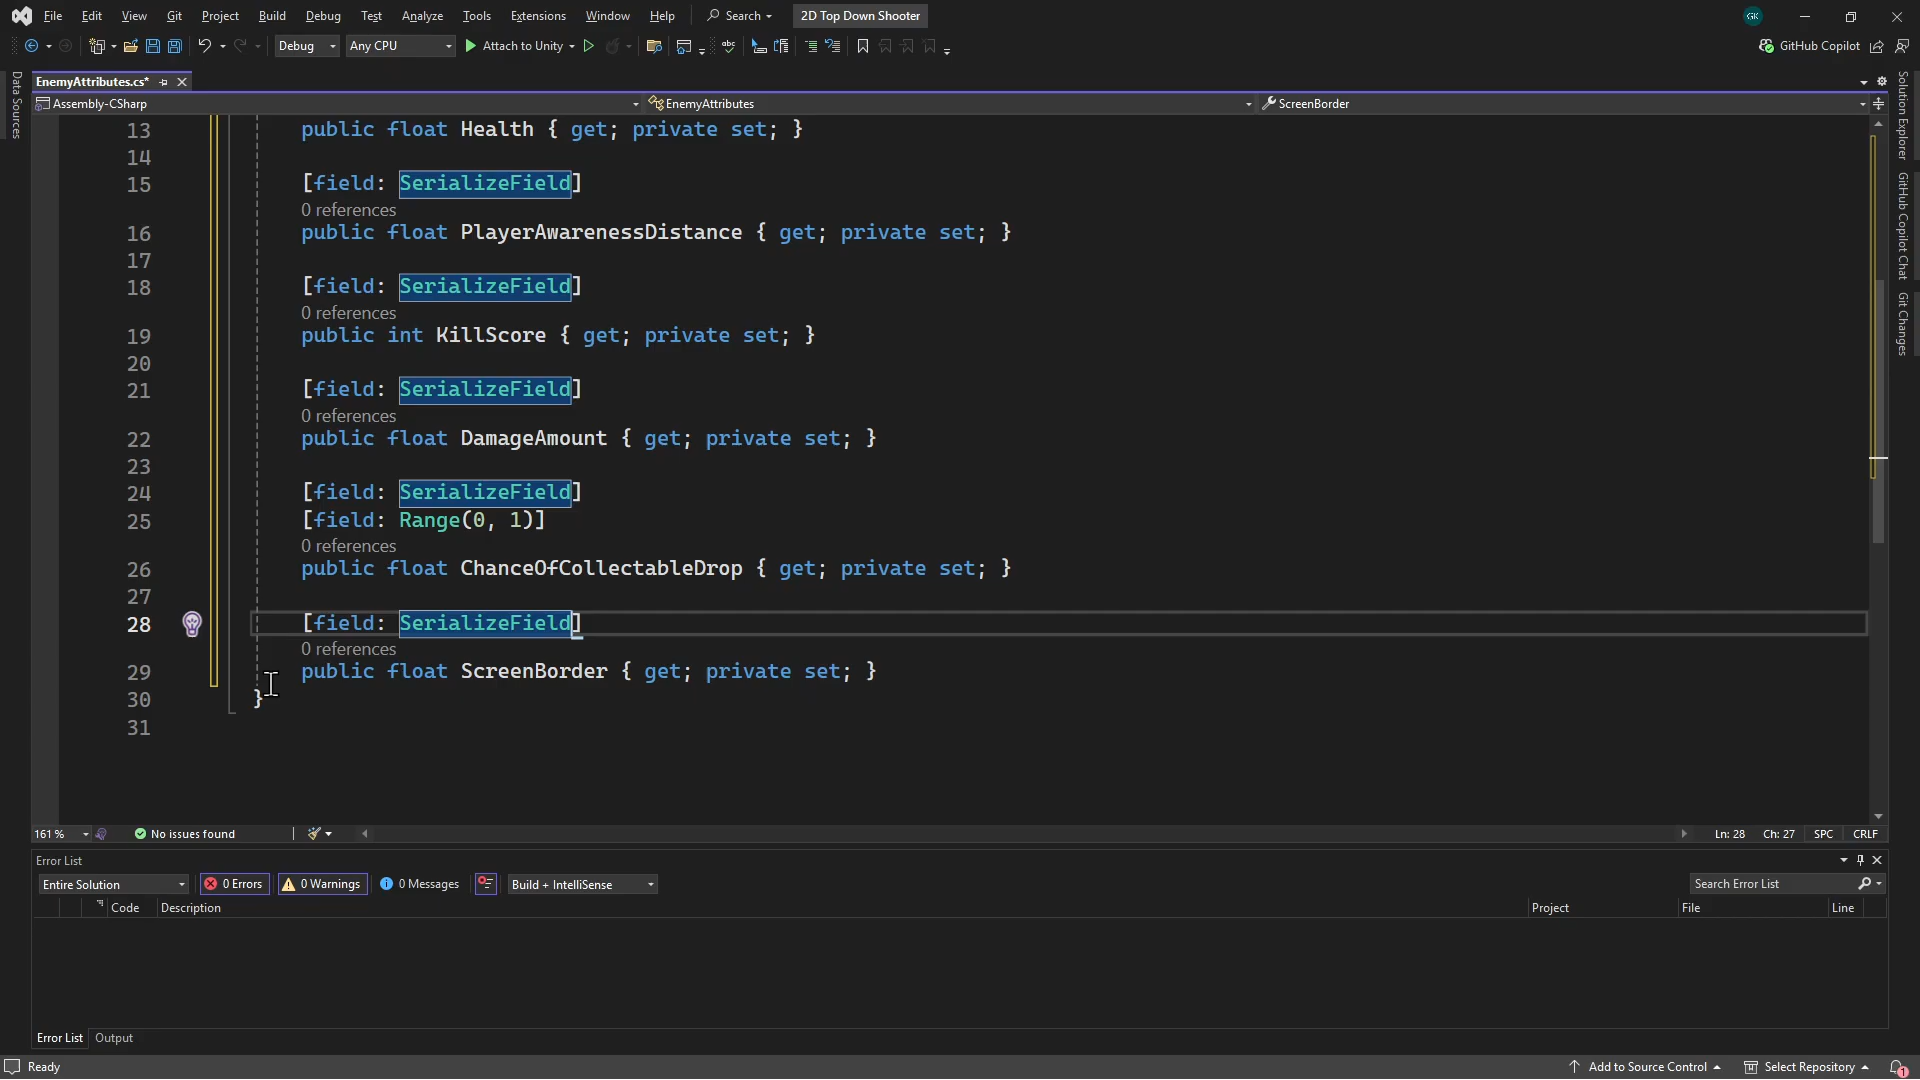 File Edit View Git Project Build Debug Test Analyze Tools Extensions Window Help Search 2D Top Down Shooter GK
Debug Any CPU Attach to Unity abc GitHub Copilot
Data Sources
EnemyAttributes.cs*
Assembly-CSharp EnemyAttributes ScreenBorder
13 public float Health { get; private set; }
14
15 [field: SerializeField]
0 references
16 public float PlayerAwarenessDistance { get; private set; }
17
18 [field: SerializeField]
0 references
19 public int KillScore { get; private set; }
20
21 [field: SerializeField]
0 references
22 public float DamageAmount { get; private set; }
23
24 [field: SerializeField]
25 [field: Range(0, 1)]
0 references
26 public float ChanceOfCollectableDrop { get; private set; }
27
28 [field: SerializeField]
0 references
29 public float ScreenBorder { get; private set; }
30 }
31
Solution Explorer
GitHub Copilot Chat
Git Changes
161 % No issues found Ln: 28 Ch: 27 SPC CRLF
Error List
Entire Solution 0 Errors 0 Warnings 0 Messages Build + IntelliSense Search Error List
Code Description Project File Line
Error List Output
Ready Add to Source Control Select Repository 1